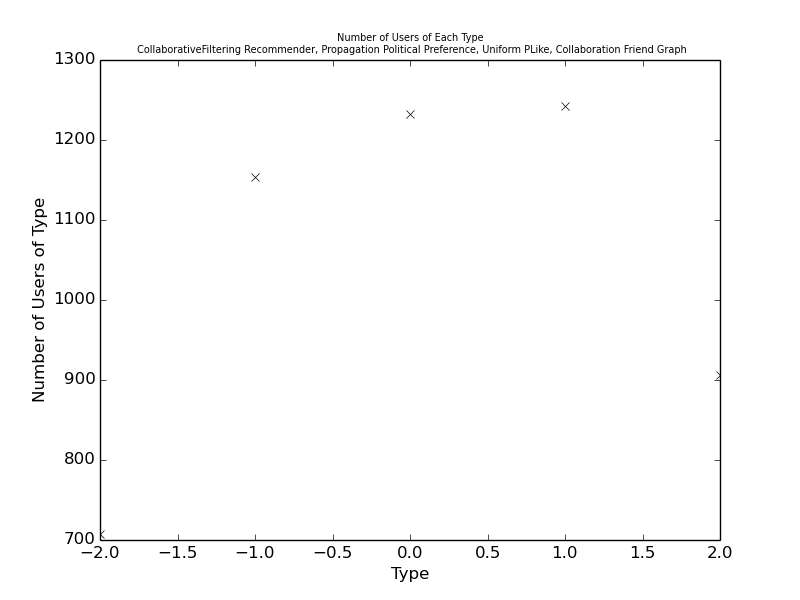 Number of Users of Each Type
CollaborativeFiltering Recommender, Propagation Political Preference, Uniform PLike, Collaboration Friend Graph
1300
1200
1100
1000
900
800
700
Number of Users of Type
−2.0 −1.5 −1.0 −0.5 0.0 0.5 1.0 1.5 2.0
Type